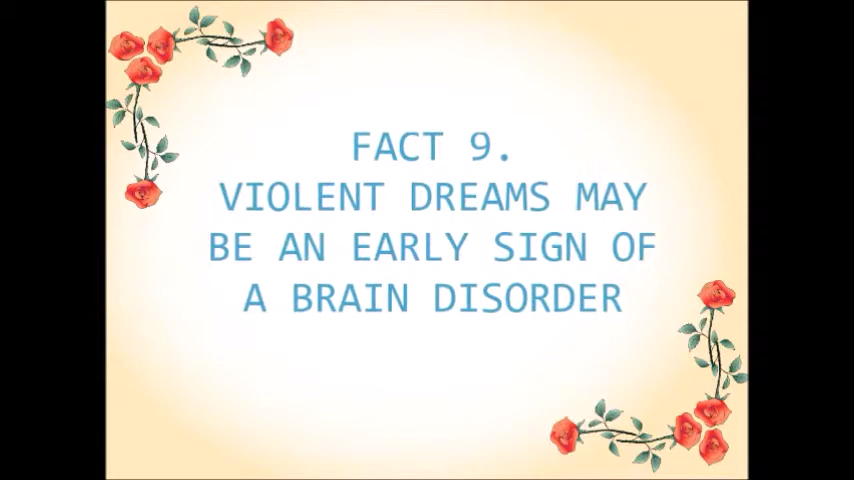 FACT 9.
VIOLENT DREAMS MAY
BE AN EARLY SIGN OF
A BRAIN DISORDER